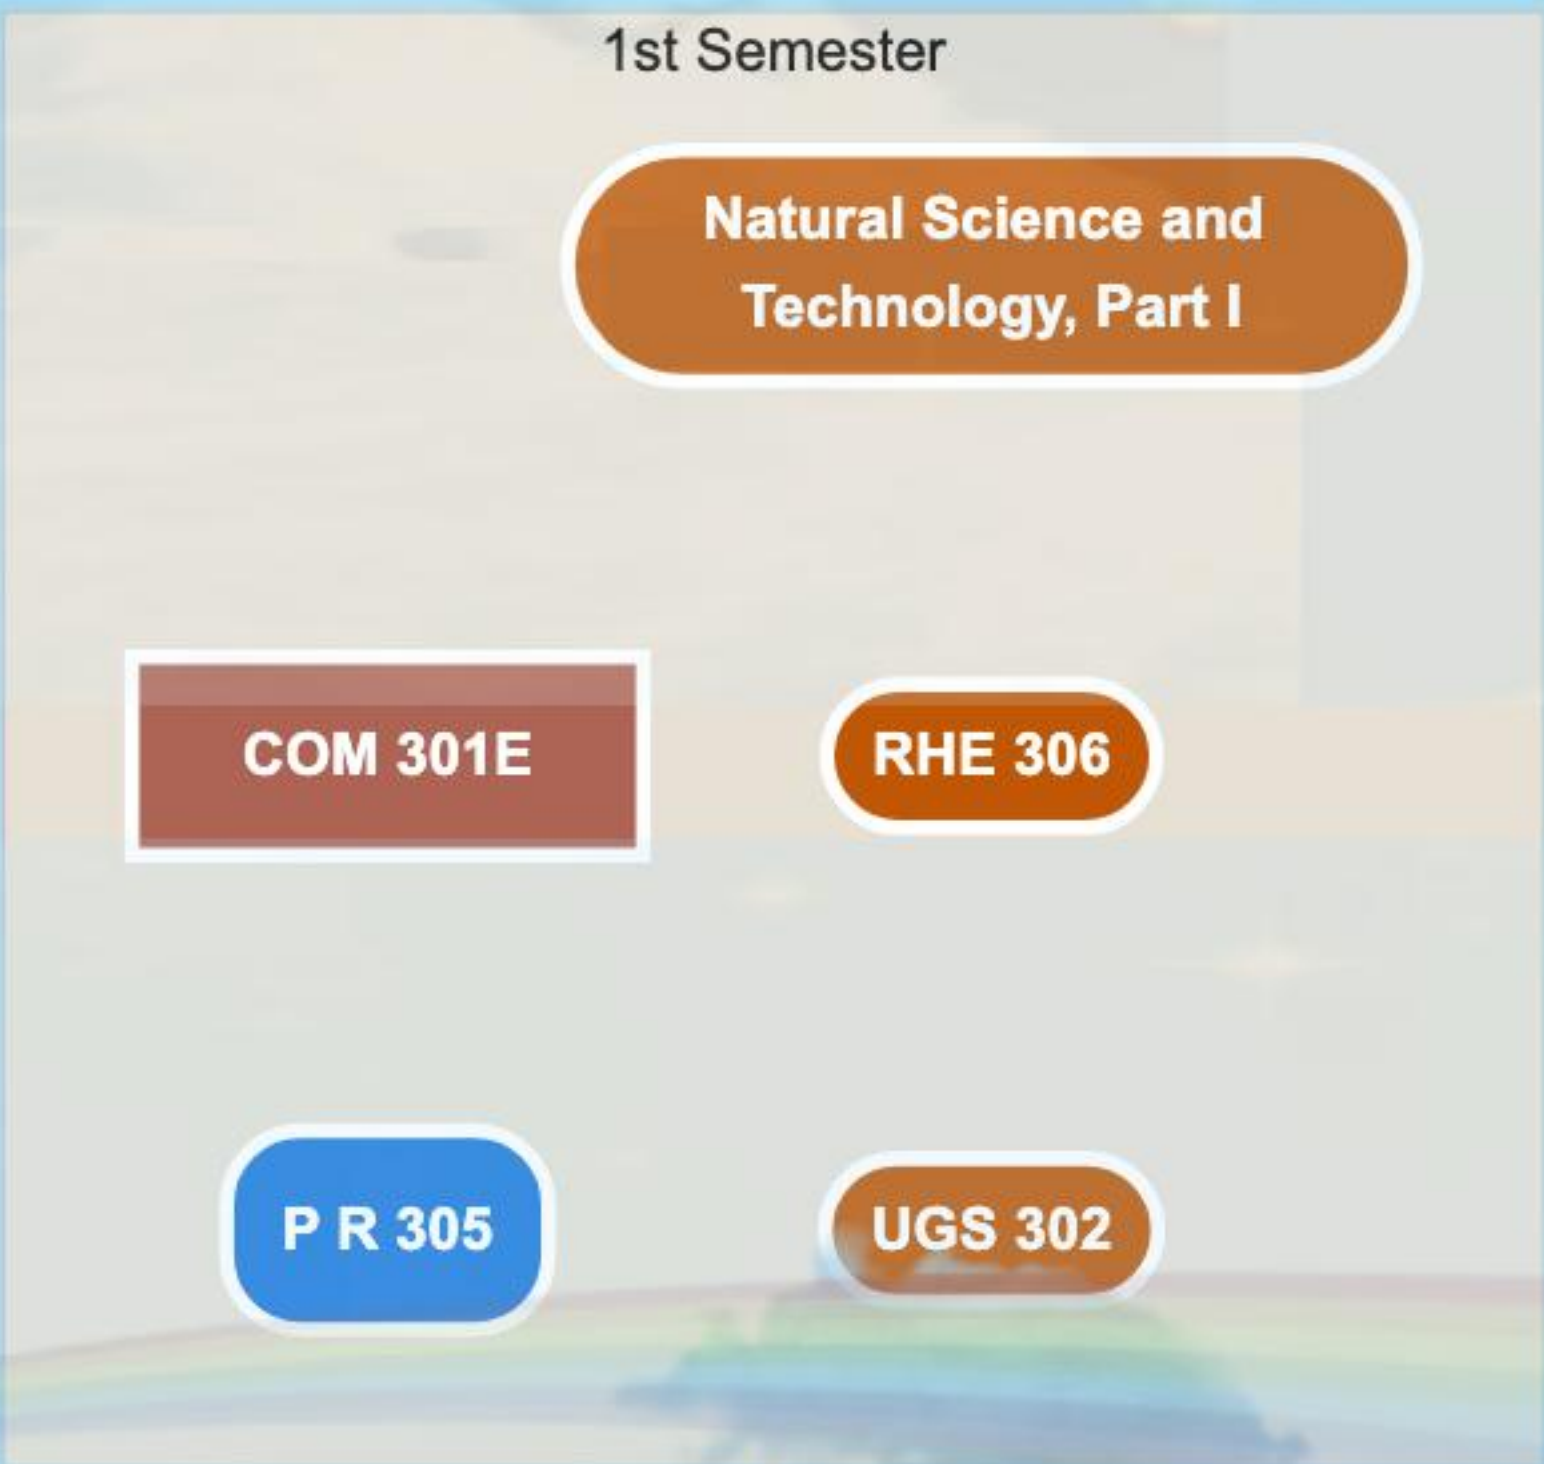 1st Semester
Natural Science and
Technology, Part I
COM 301E
RHE 306
P R 305
UGS 302